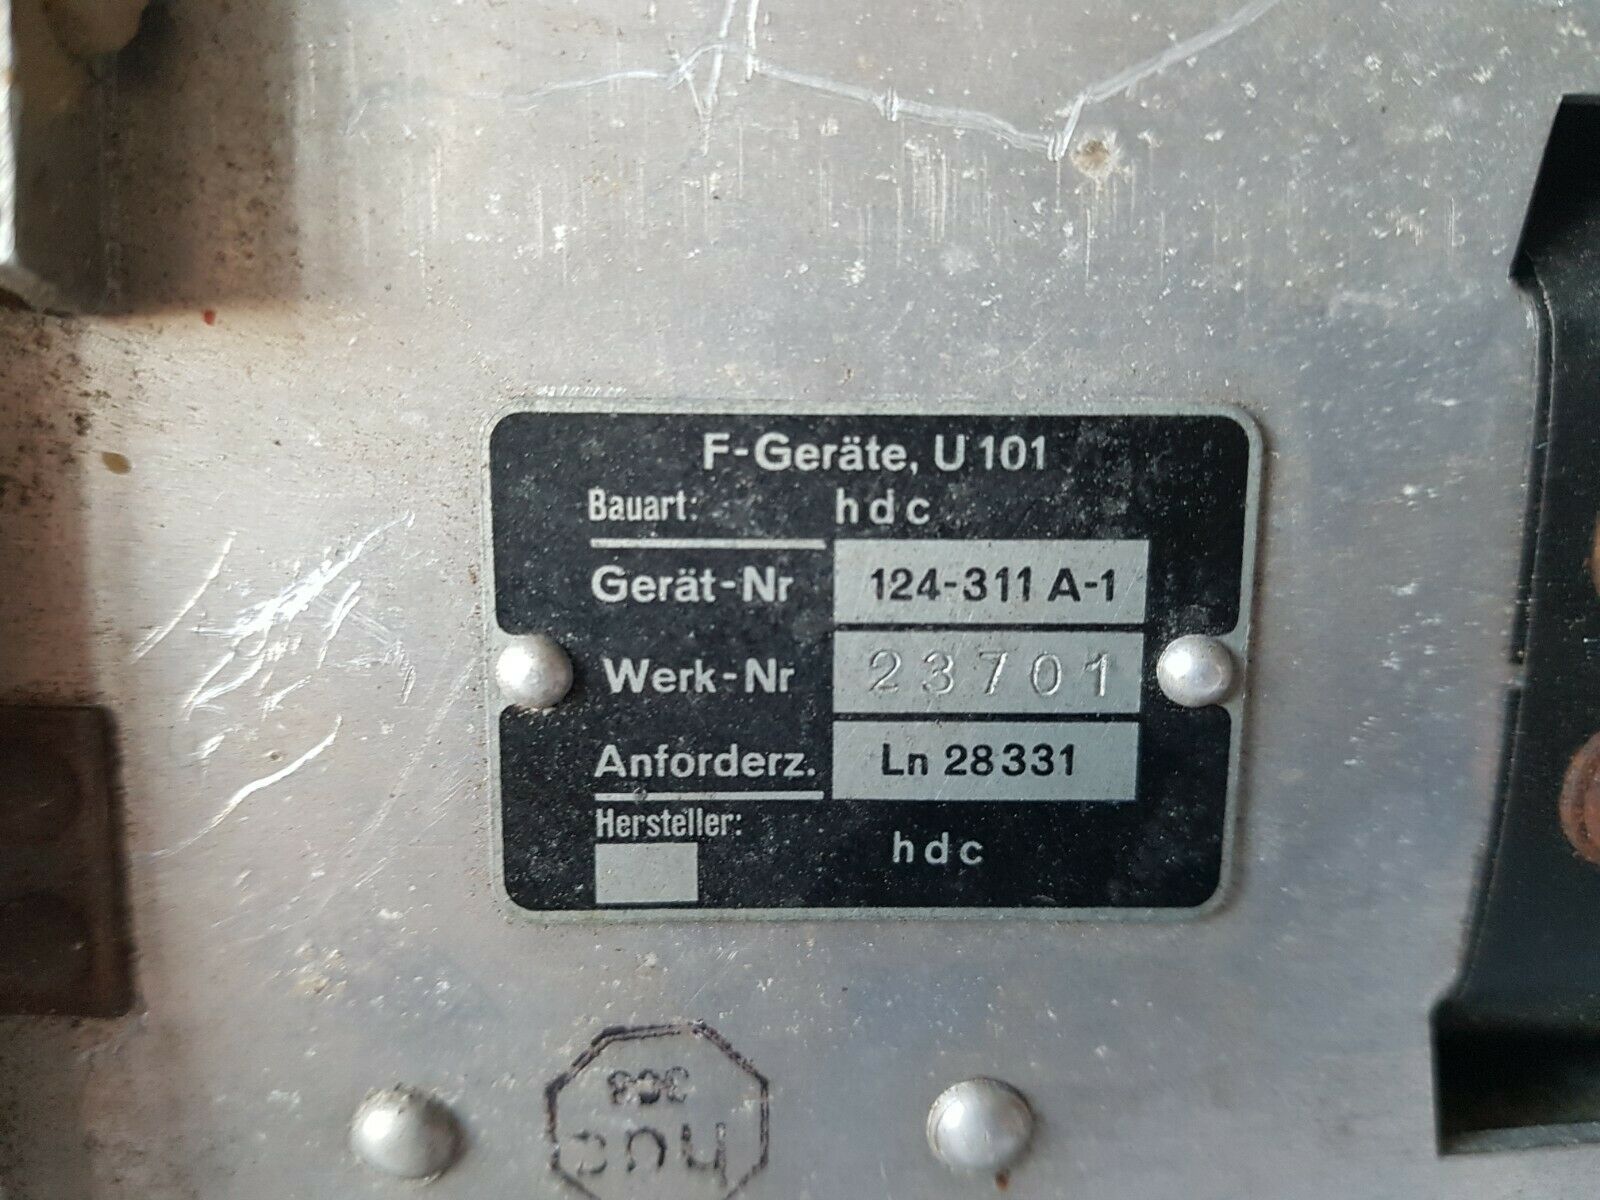 F-Geräte, U 101
Bauart: hdc
Gerät-Nr 124-311 A-1
Werk-Nr 23701
Anforderz. Ln 28331
Hersteller:
hdc